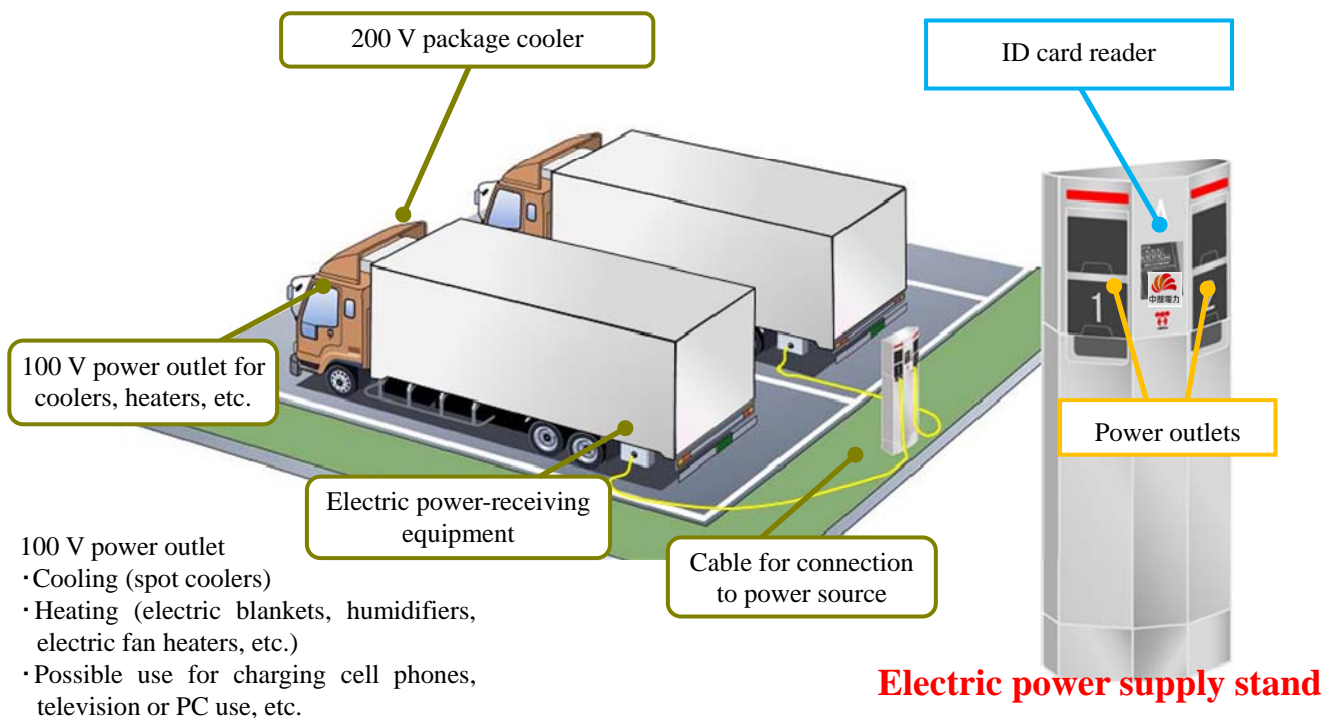 200 V package cooler
ID card reader
1
中部電力
100 V power outlet for
coolers, heaters, etc.
Power outlets
Electric power-receiving
equipment
Cable for connection
to power source
100 V power outlet
・Cooling (spot coolers)
・Heating (electric blankets, humidifiers,
electric fan heaters, etc.)
・Possible use for charging cell phones,
television or PC use, etc.
Electric power supply stand